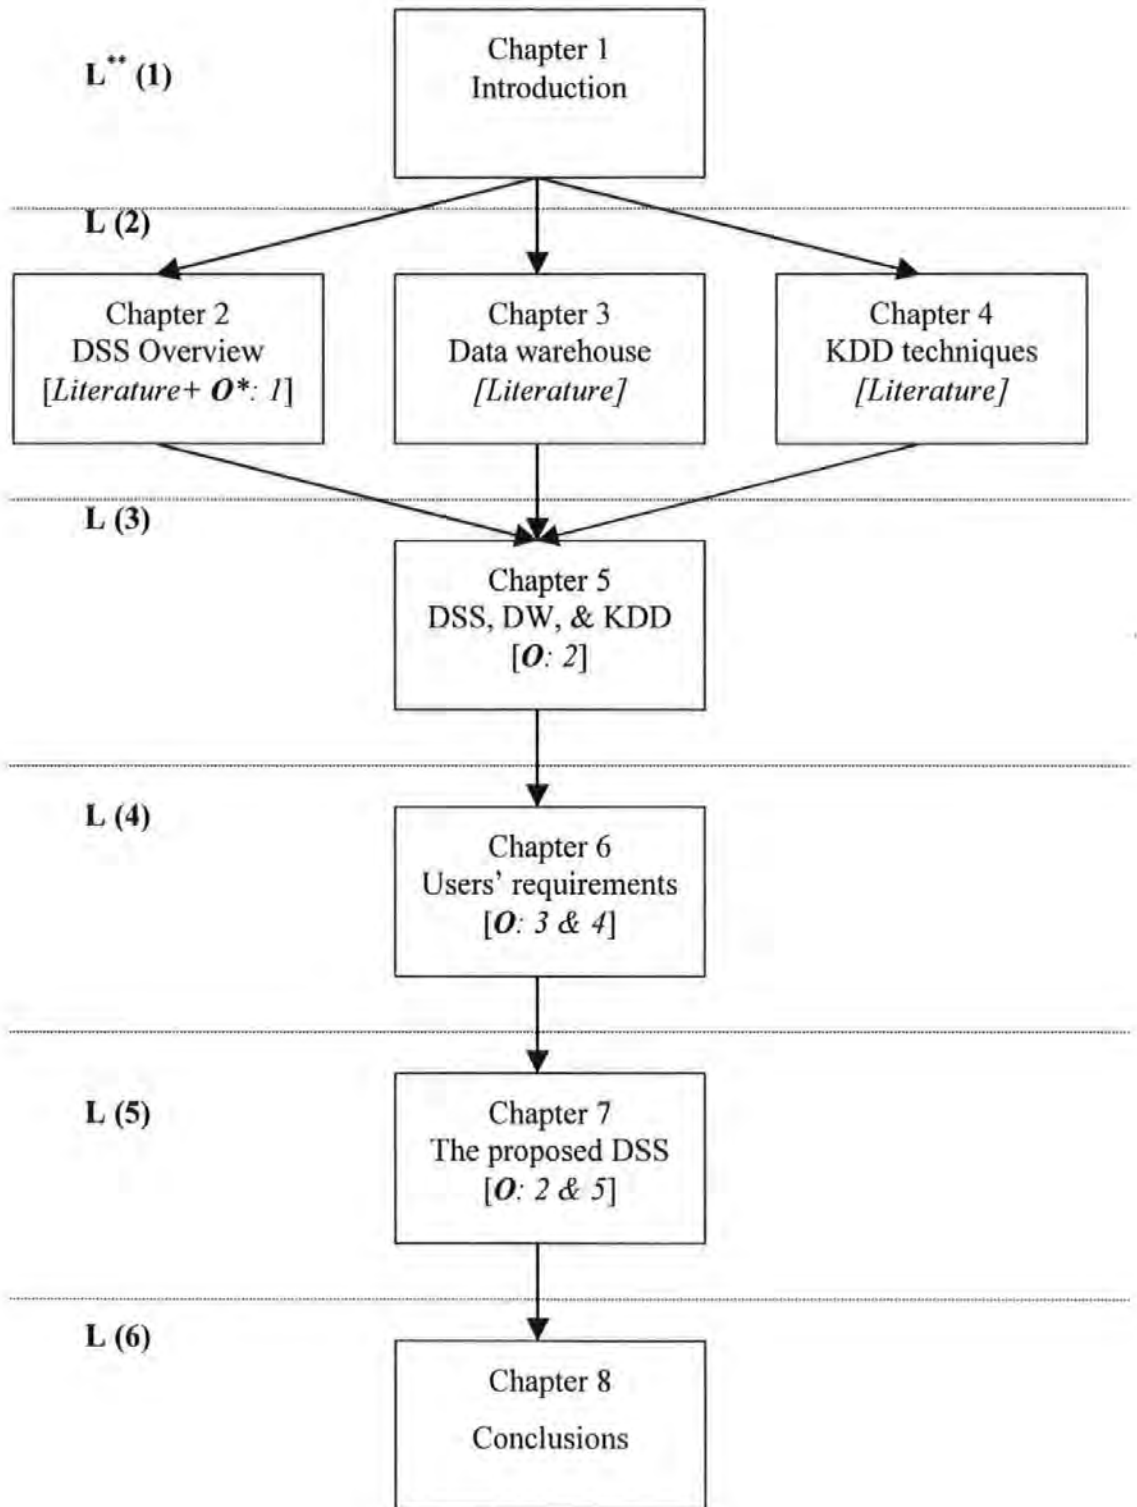 L** (1)
Chapter 1
Introduction
L (2)
Chapter 2
DSS Overview
[Literature+ O*: 1]
Chapter 3
Data warehouse
[Literature]
Chapter 4
KDD techniques
[Literature]
L (3)
Chapter 5
DSS, DW, & KDD
[O: 2]
L (4)
Chapter 6
Users’ requirements
[O: 3 & 4]
L (5)
Chapter 7
The proposed DSS
[O: 2 & 5]
L (6)
Chapter 8
Conclusions